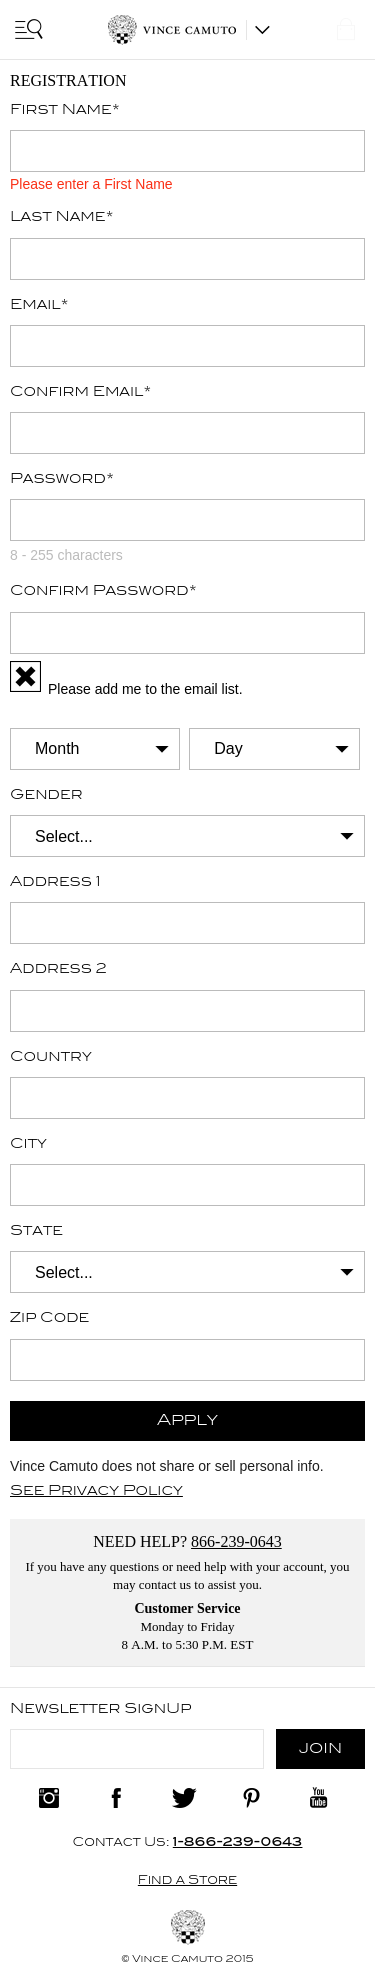 VINCE CAMUTO
REGISTRATION
First Name*
Please enter a First Name
Last Name*
Email*
Confirm Email*
Password*
8 - 255 characters
Confirm Password*
Please add me to the email list.
Month Day
Gender
Select...
Address 1
Address 2
Country
City
State
Select...
Zip Code
Apply
Vince Camuto does not share or sell personal info.
See Privacy Policy
NEED HELP? 866-239-0643
If you have any questions or need help with your account, you
may contact us to assist you.
Customer Service
Monday to Friday
8 A.M. to 5:30 P.M. EST
Newsletter SignUp
JOIN
You
Tube
Contact Us: 1-866-239-0643
Find a Store
© Vince Camuto 2015